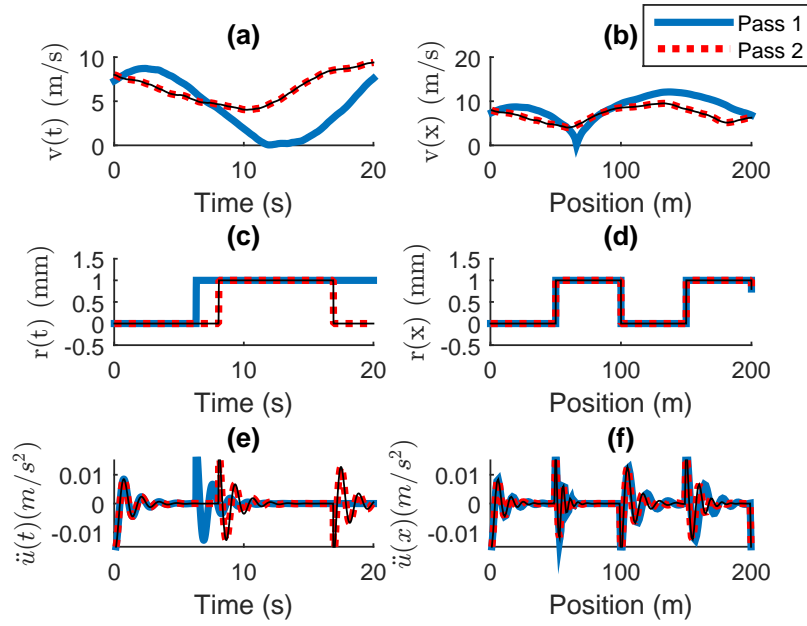 Pass 1
Pass 2
(a)
v(t) (m/s)
10
5
0
0 10 20
Time (s)
(b)
v(x) (m/s)
20
10
0
0 100 200
Position (m)
(c)
r(t) (mm)
1.5
1
0.5
0
-0.5
0 10 20
Time (s)
(d)
r(x) (mm)
1.5
1
0.5
0
-0.5
0 100 200
Position (m)
(e)
ü(t)(m/s²)
0.01
0
-0.01
0 10 20
Time (s)
(f)
ü(x)(m/s²)
0.01
0
-0.01
0 100 200
Position (m)